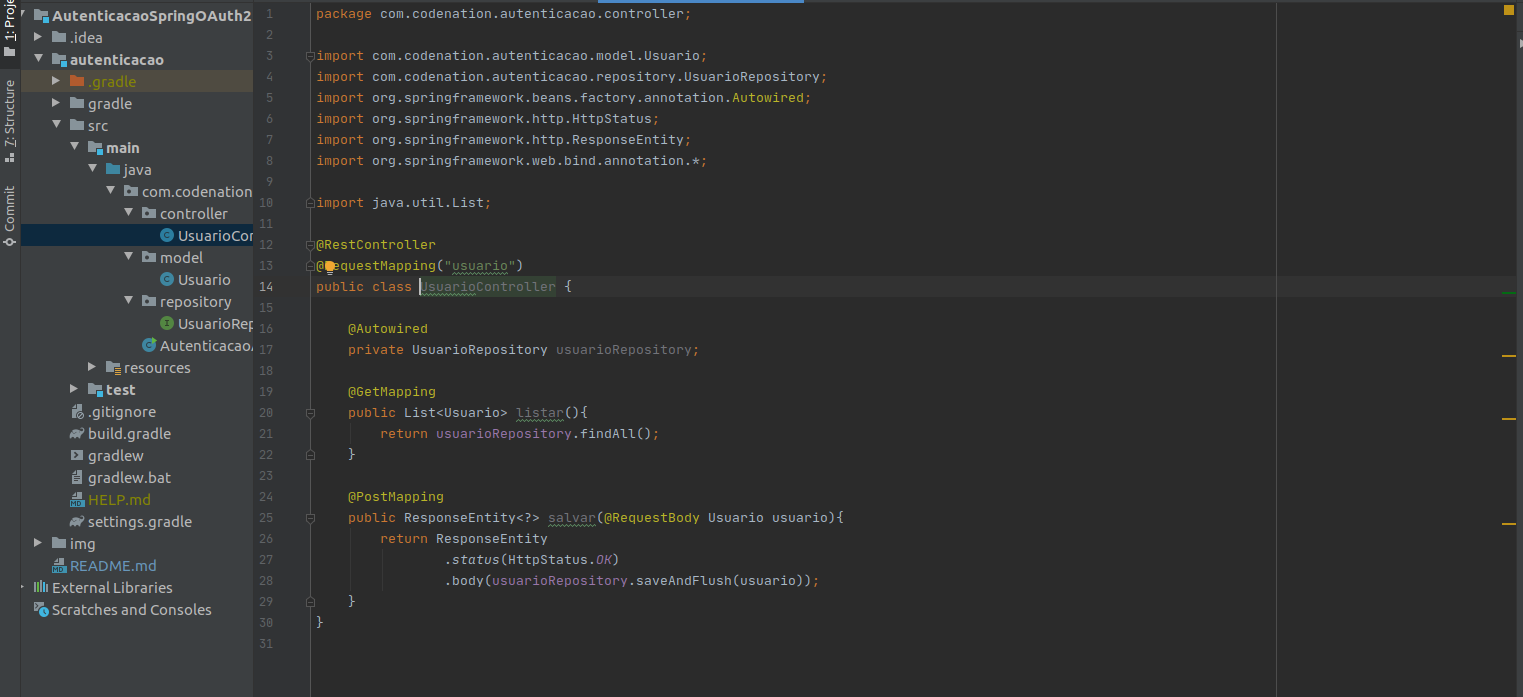 1: Proje
7: Structure
Commit
AutenticacaoSpringOAuth2
.idea
autenticacao
.gradle
gradle
src
main
java
com.codenation
controller
UsuarioCor
model
Usuario
repository
UsuarioRep
Autenticacao
resources
test
.gitignore
build.gradle
gradlew
gradlew.bat
HELP.md
settings.gradle
img
README.md
External Libraries
Scratches and Consoles
1 package com.codenation.autenticacao.controller;
2
3 import com.codenation.autenticacao.model.Usuario;
4 import com.codenation.autenticacao.repository.UsuarioRepository;
5 import org.springframework.beans.factory.annotation.Autowired;
6 import org.springframework.http.HttpStatus;
7 import org.springframework.http.ResponseEntity;
8 import org.springframework.web.bind.annotation.*;
9
10 import java.util.List;
11
12 @RestController
13 @RequestMapping("usuario")
14 public class UsuarioController {
15
16 @Autowired
17 private UsuarioRepository usuarioRepository;
18
19 @GetMapping
20 public List<Usuario> listar(){
21 return usuarioRepository.findAll();
22 }
23
24 @PostMapping
25 public ResponseEntity<?> salvar(@RequestBody Usuario usuario){
26 return ResponseEntity
27 .status(HttpStatus.OK)
28 .body(usuarioRepository.saveAndFlush(usuario));
29 }
30 }
31